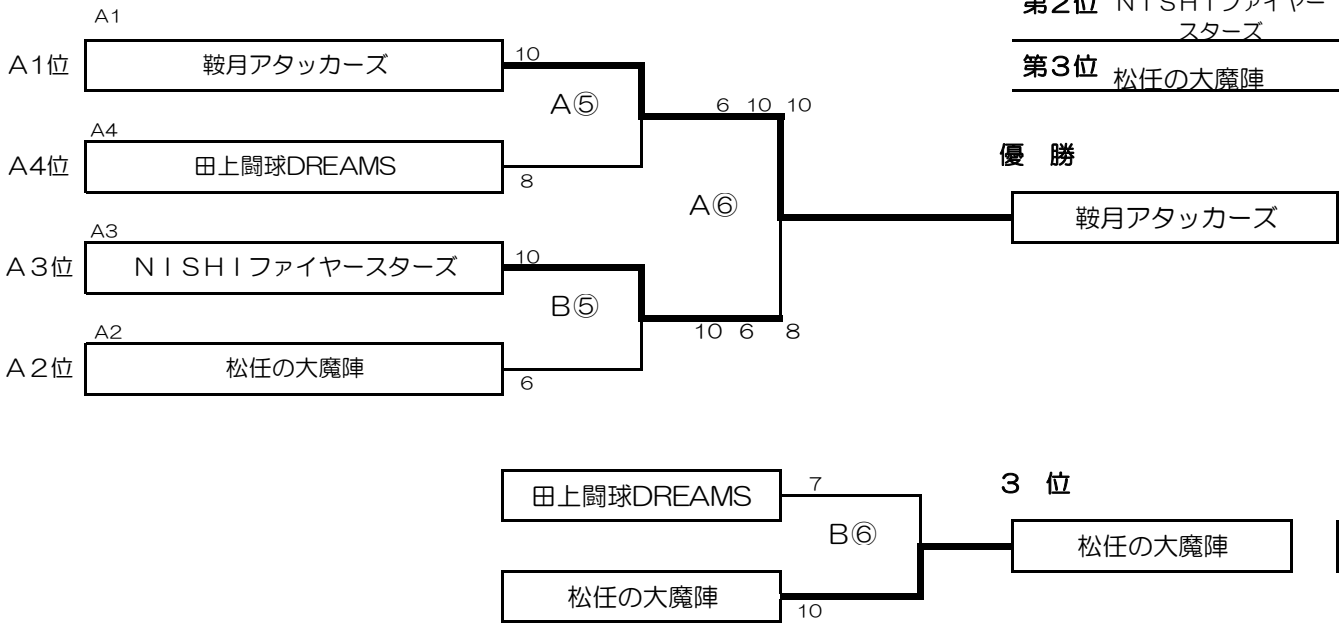 第2位 ＮＩＳＨＩファイヤー
スターズ
第3位 松任の大魔陣
A1
A1位 鞍月アタッカーズ 10
A⑤ 6 10 10
A4
A4位 田上闘球DREAMS 8
優 勝
A⑥ 鞍月アタッカーズ
A3
A3位 ＮＩＳＨＩファイヤースターズ 10
B⑤ 10 6 8
A2
A2位 松任の大魔陣 6
田上闘球DREAMS 7
3 位
B⑥ 松任の大魔陣
松任の大魔陣 10